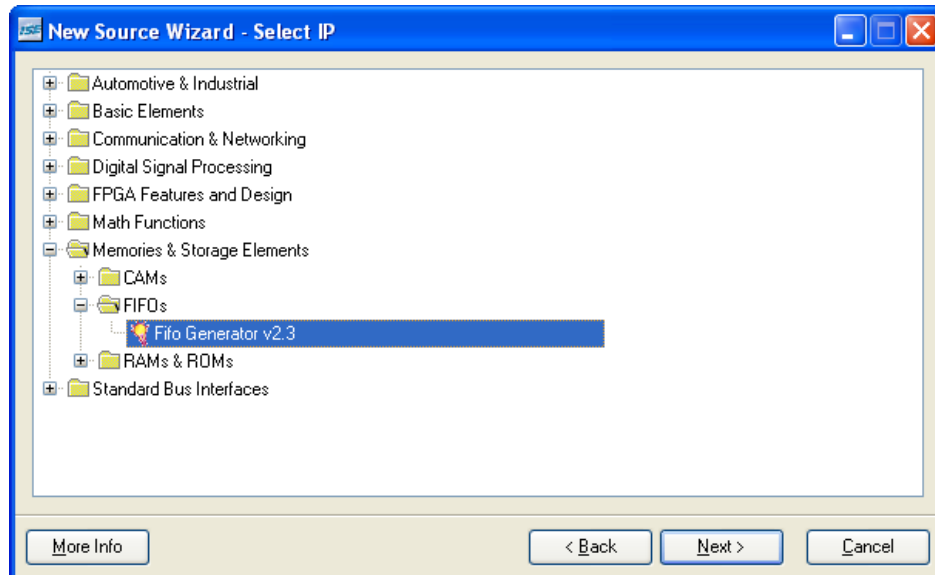 ISE New Source Wizard - Select IP
Automotive & Industrial
Basic Elements
Communication & Networking
Digital Signal Processing
FPGA Features and Design
Math Functions
Memories & Storage Elements
CAMs
FIFOs
Fifo Generator v2.3
RAMs & ROMs
Standard Bus Interfaces
More Info < Back Next > Cancel